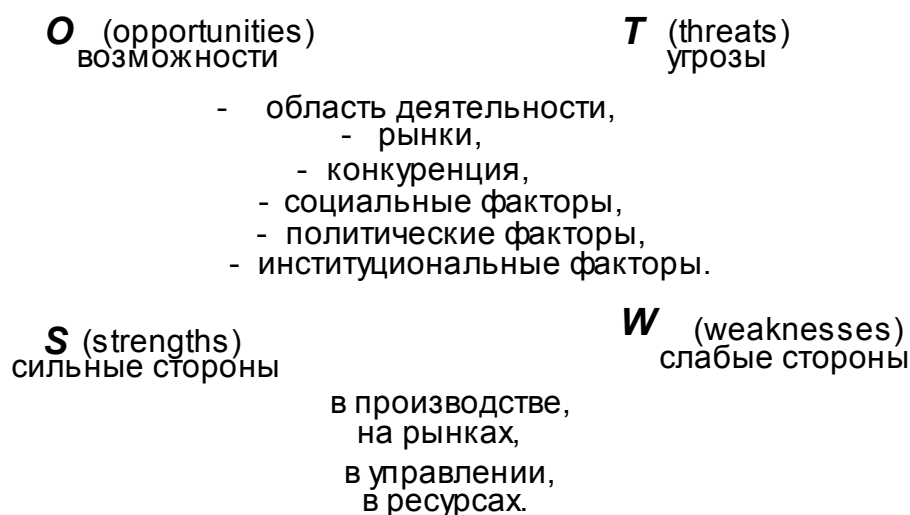 O (opportunities) T (threats)
возможности угрозы
- область деятельности,
- рынки,
- конкуренция,
- социальные факторы,
- политические факторы,
- институциональные факторы.
S (strengths) W (weaknesses)
сильные стороны слабые стороны
в производстве,
на рынках,
в управлении,
в ресурсах.